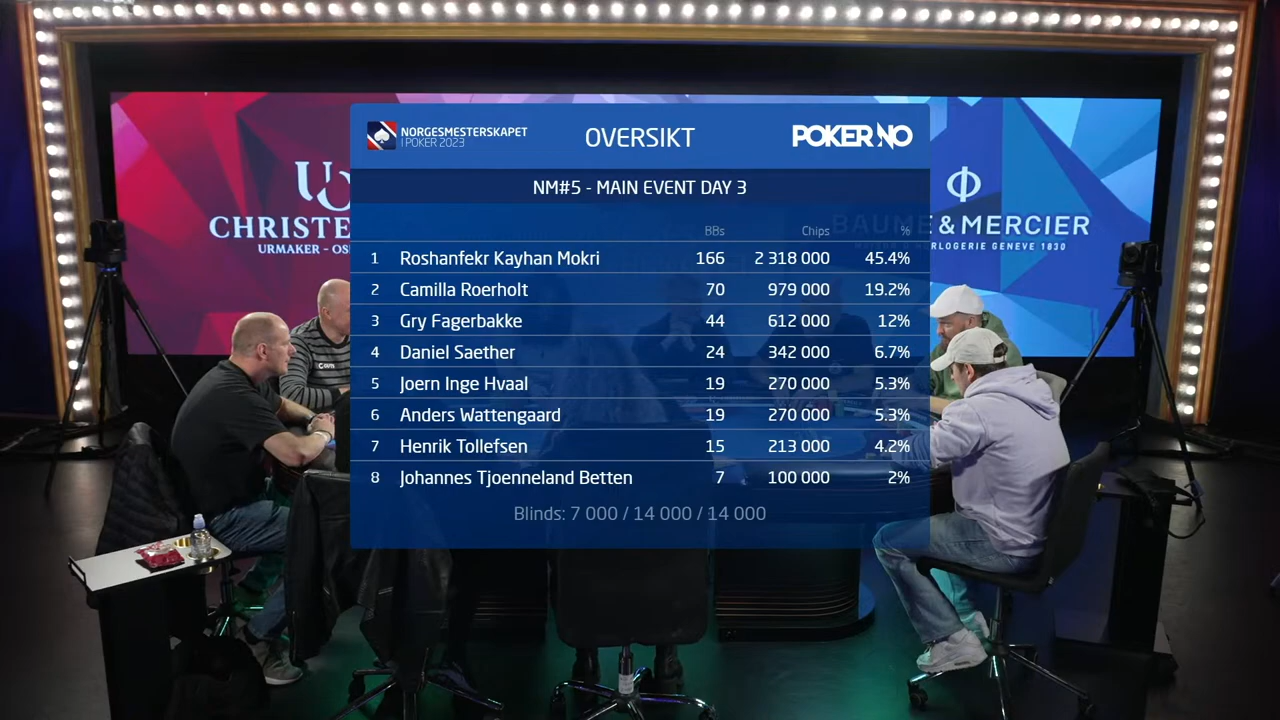 NORGESMESTERSKAPET
I POKER 2023
OVERSIKT
POKER NO
NM#5 - MAIN EVENT DAY 3
BBs Chips %
1 Roshanfekr Kayhan Mokri 166 2 318 000 45.4%
2 Camilla Roerholt 70 979 000 19.2%
3 Gry Fagerbakke 44 612 000 12%
4 Daniel Saether 24 342 000 6.7%
5 Joern Inge Hvaal 19 270 000 5.3%
6 Anders Wattengaard 19 270 000 5.3%
7 Henrik Tollefsen 15 213 000 4.2%
8 Johannes Tjoenneland Betten 7 100 000 2%
Blinds: 7 000 / 14 000 / 14 000
CHRISTE
URMAKER - OS
BAUME & MERCIER
MAISON D'HORLOGERIE GENEVE 1830